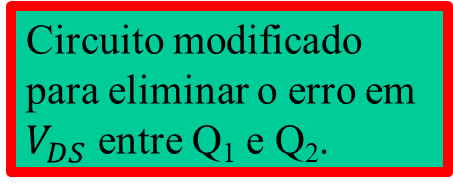 Circuito modificado
para eliminar o erro em
𝑉𝐷𝑆 entre Q₁ e Q₂.